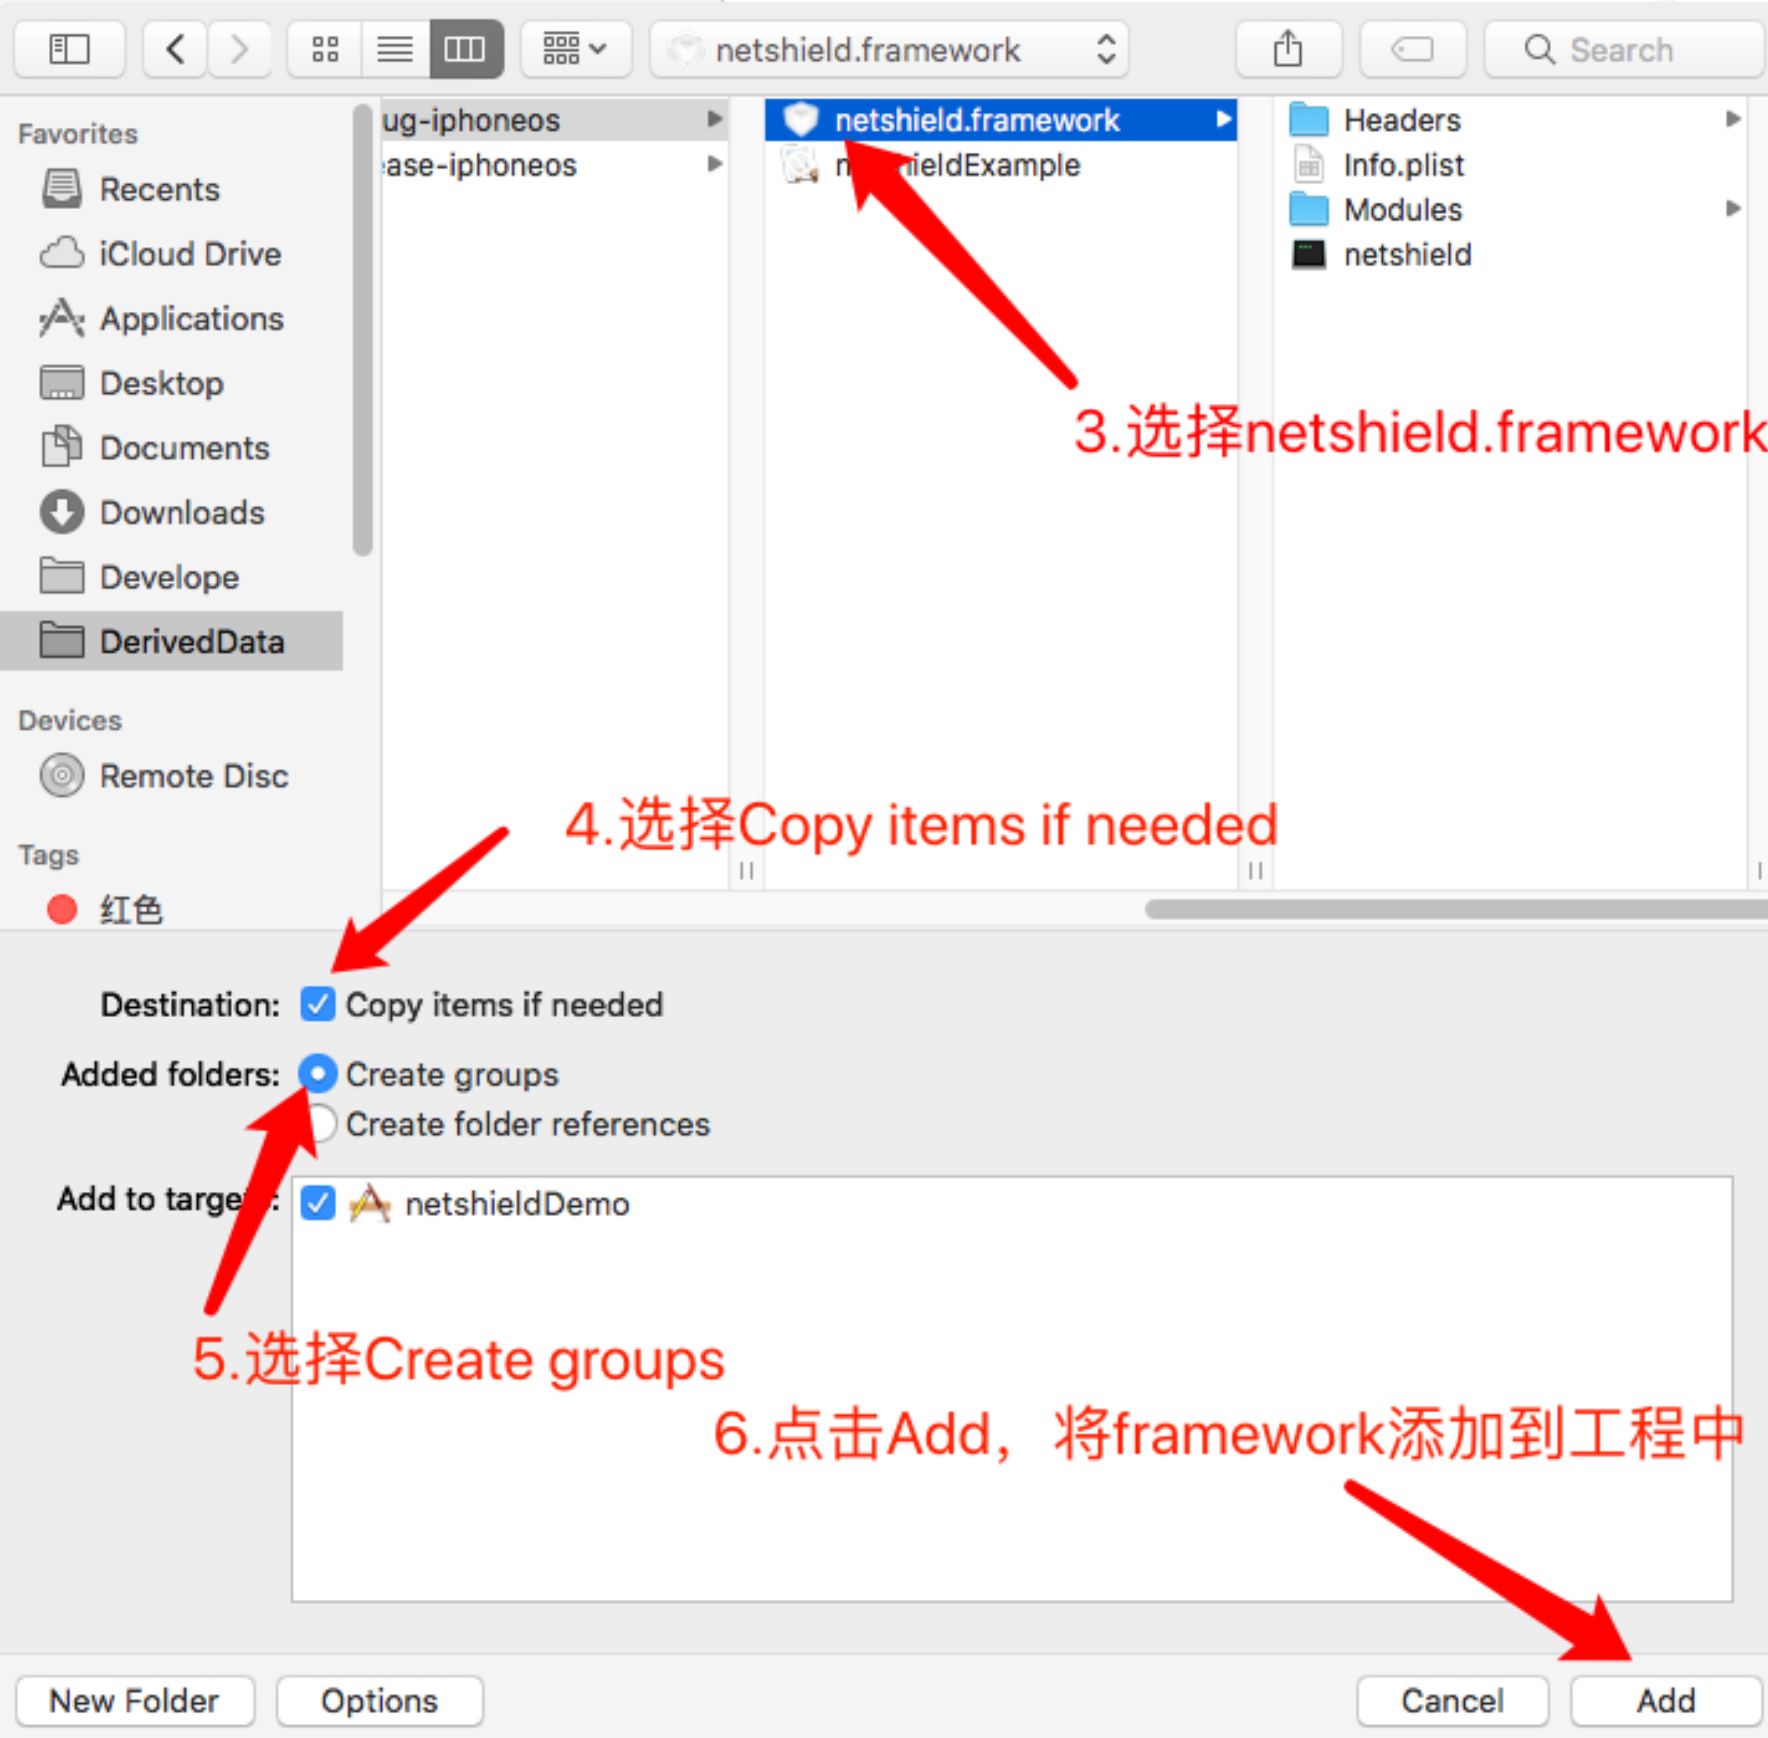 netshield.framework
Search
Favorites
Recents
iCloud Drive
Applications
Desktop
Documents
Downloads
Develope
DerivedData
Devices
Remote Disc
Tags
红色
ug-iphoneos
ase-iphoneos
netshield.framework
ieldExample
Headers
Info.plist
Modules
netshield
3.选择netshield.framework
4.选择Copy items if needed
Destination: Copy items if needed
Added folders: Create groups
Create folder references
Add to targe : netshieldDemo
5.选择Create groups
6.点击Add，将framework添加到工程中
New Folder
Options
Cancel
Add